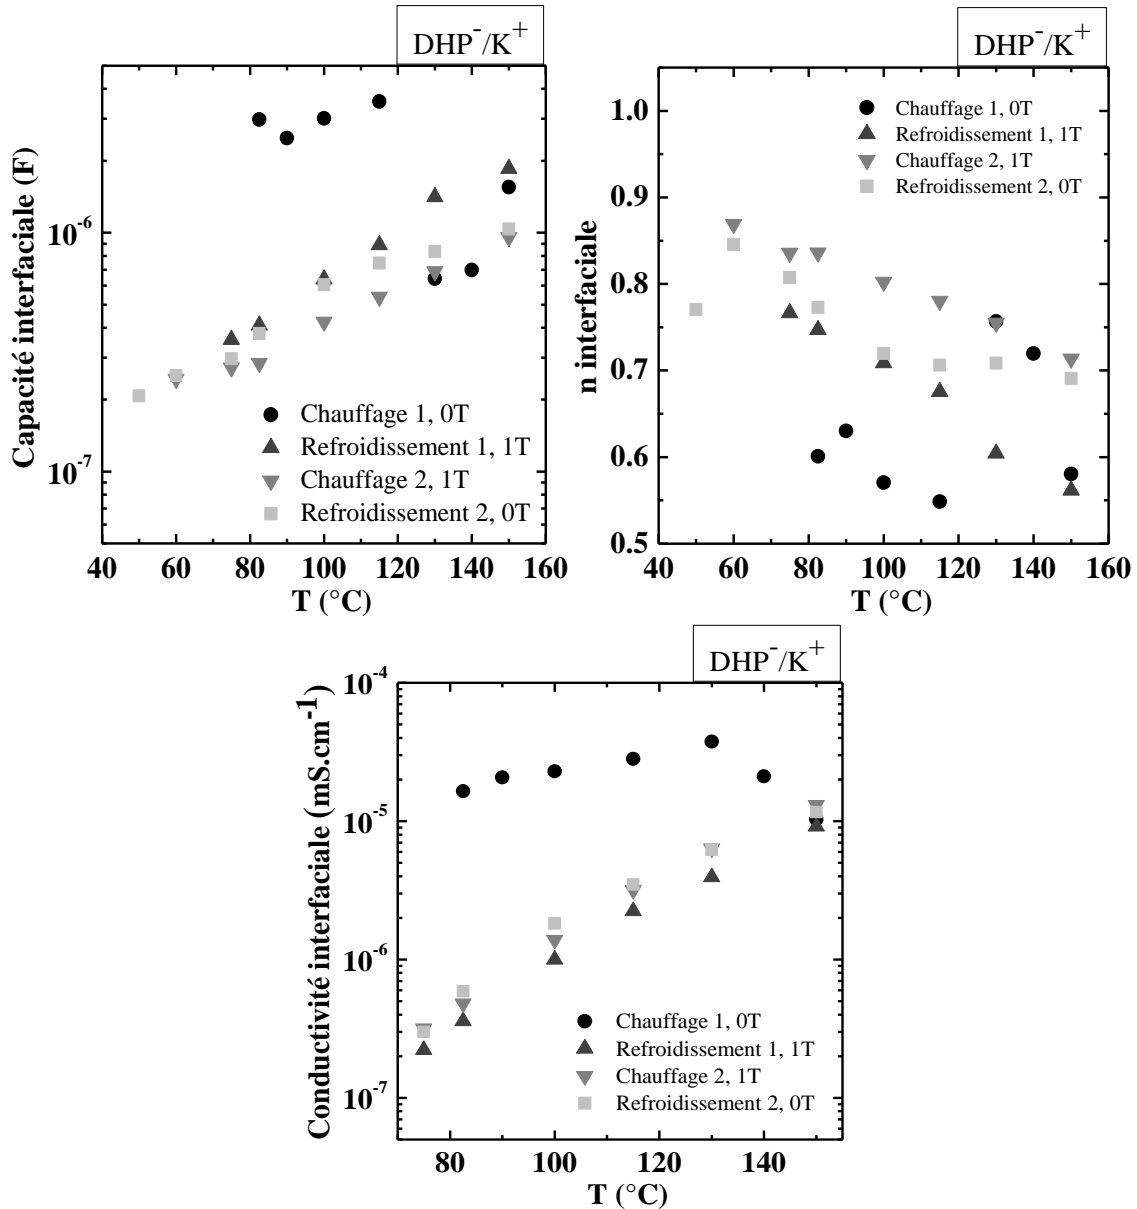 DHP⁻/K⁺
Capacité interfaciale (F)
10⁻⁶
10⁻⁷
Chauffage 1, 0T
Refroidissement 1, 1T
Chauffage 2, 1T
Refroidissement 2, 0T
40 60 80 100 120 140 160
T (°C)
DHP⁻/K⁺
n interfaciale
1.0
0.9
0.8
0.7
0.6
0.5
Chauffage 1, 0T
Refroidissement 1, 1T
Chauffage 2, 1T
Refroidissement 2, 0T
40 60 80 100 120 140 160
T (°C)
DHP⁻/K⁺
Conductivité interfaciale (mS.cm⁻¹)
10⁻⁴
10⁻⁵
10⁻⁶
10⁻⁷
Chauffage 1, 0T
Refroidissement 1, 1T
Chauffage 2, 1T
Refroidissement 2, 0T
80 100 120 140
T (°C)